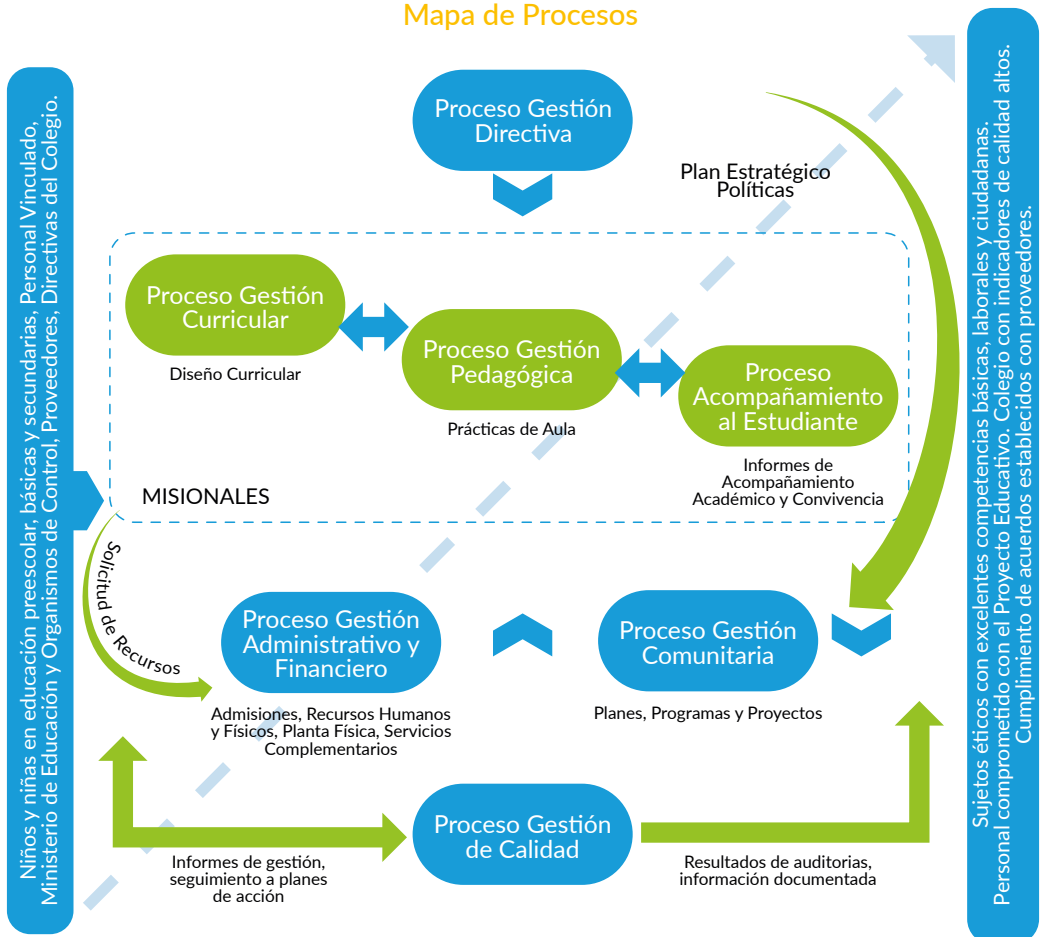 Mapa de Procesos
Niños y niñas en educación preescolar, básicas y secundarias, Personal Vinculado,
Ministerio de Educación y Organismos de Control, Proveedores, Directivas del Colegio.
Proceso Gestión
Directiva
Plan Estratégico
Políticas
Proceso Gestión
Curricular
Diseño Curricular
Proceso Gestión
Pedagógica
Prácticas de Aula
Proceso
Acompañamiento
al Estudiante
Informes de
Acompañamiento
Académico y Convivencia
MISIONALES
Solicitud de Recursos
Proceso Gestión
Administrativo y
Financiero
Admisiones, Recursos Humanos
y Físicos, Planta Física, Servicios
Complementarios
Proceso Gestión
Comunitaria
Planes, Programas y Proyectos
Proceso Gestión
de Calidad
Informes de gestión,
seguimiento a planes
de acción
Resultados de auditorias,
información documentada
Sujetos éticos con excelentes competencias básicas, laborales y ciudadanas.
Personal comprometido con el Proyecto Educativo. Colegio con indicadores de calidad altos.
Cumplimiento de acuerdos establecidos con proveedores.